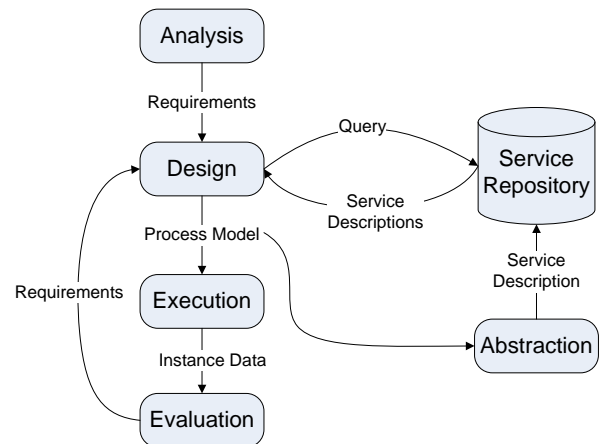 Analysis
Requirements
Query
Design
Service
Repository
Service
Descriptions
Process Model
Requirements
Execution
Service
Description
Instance Data
Abstraction
Evaluation